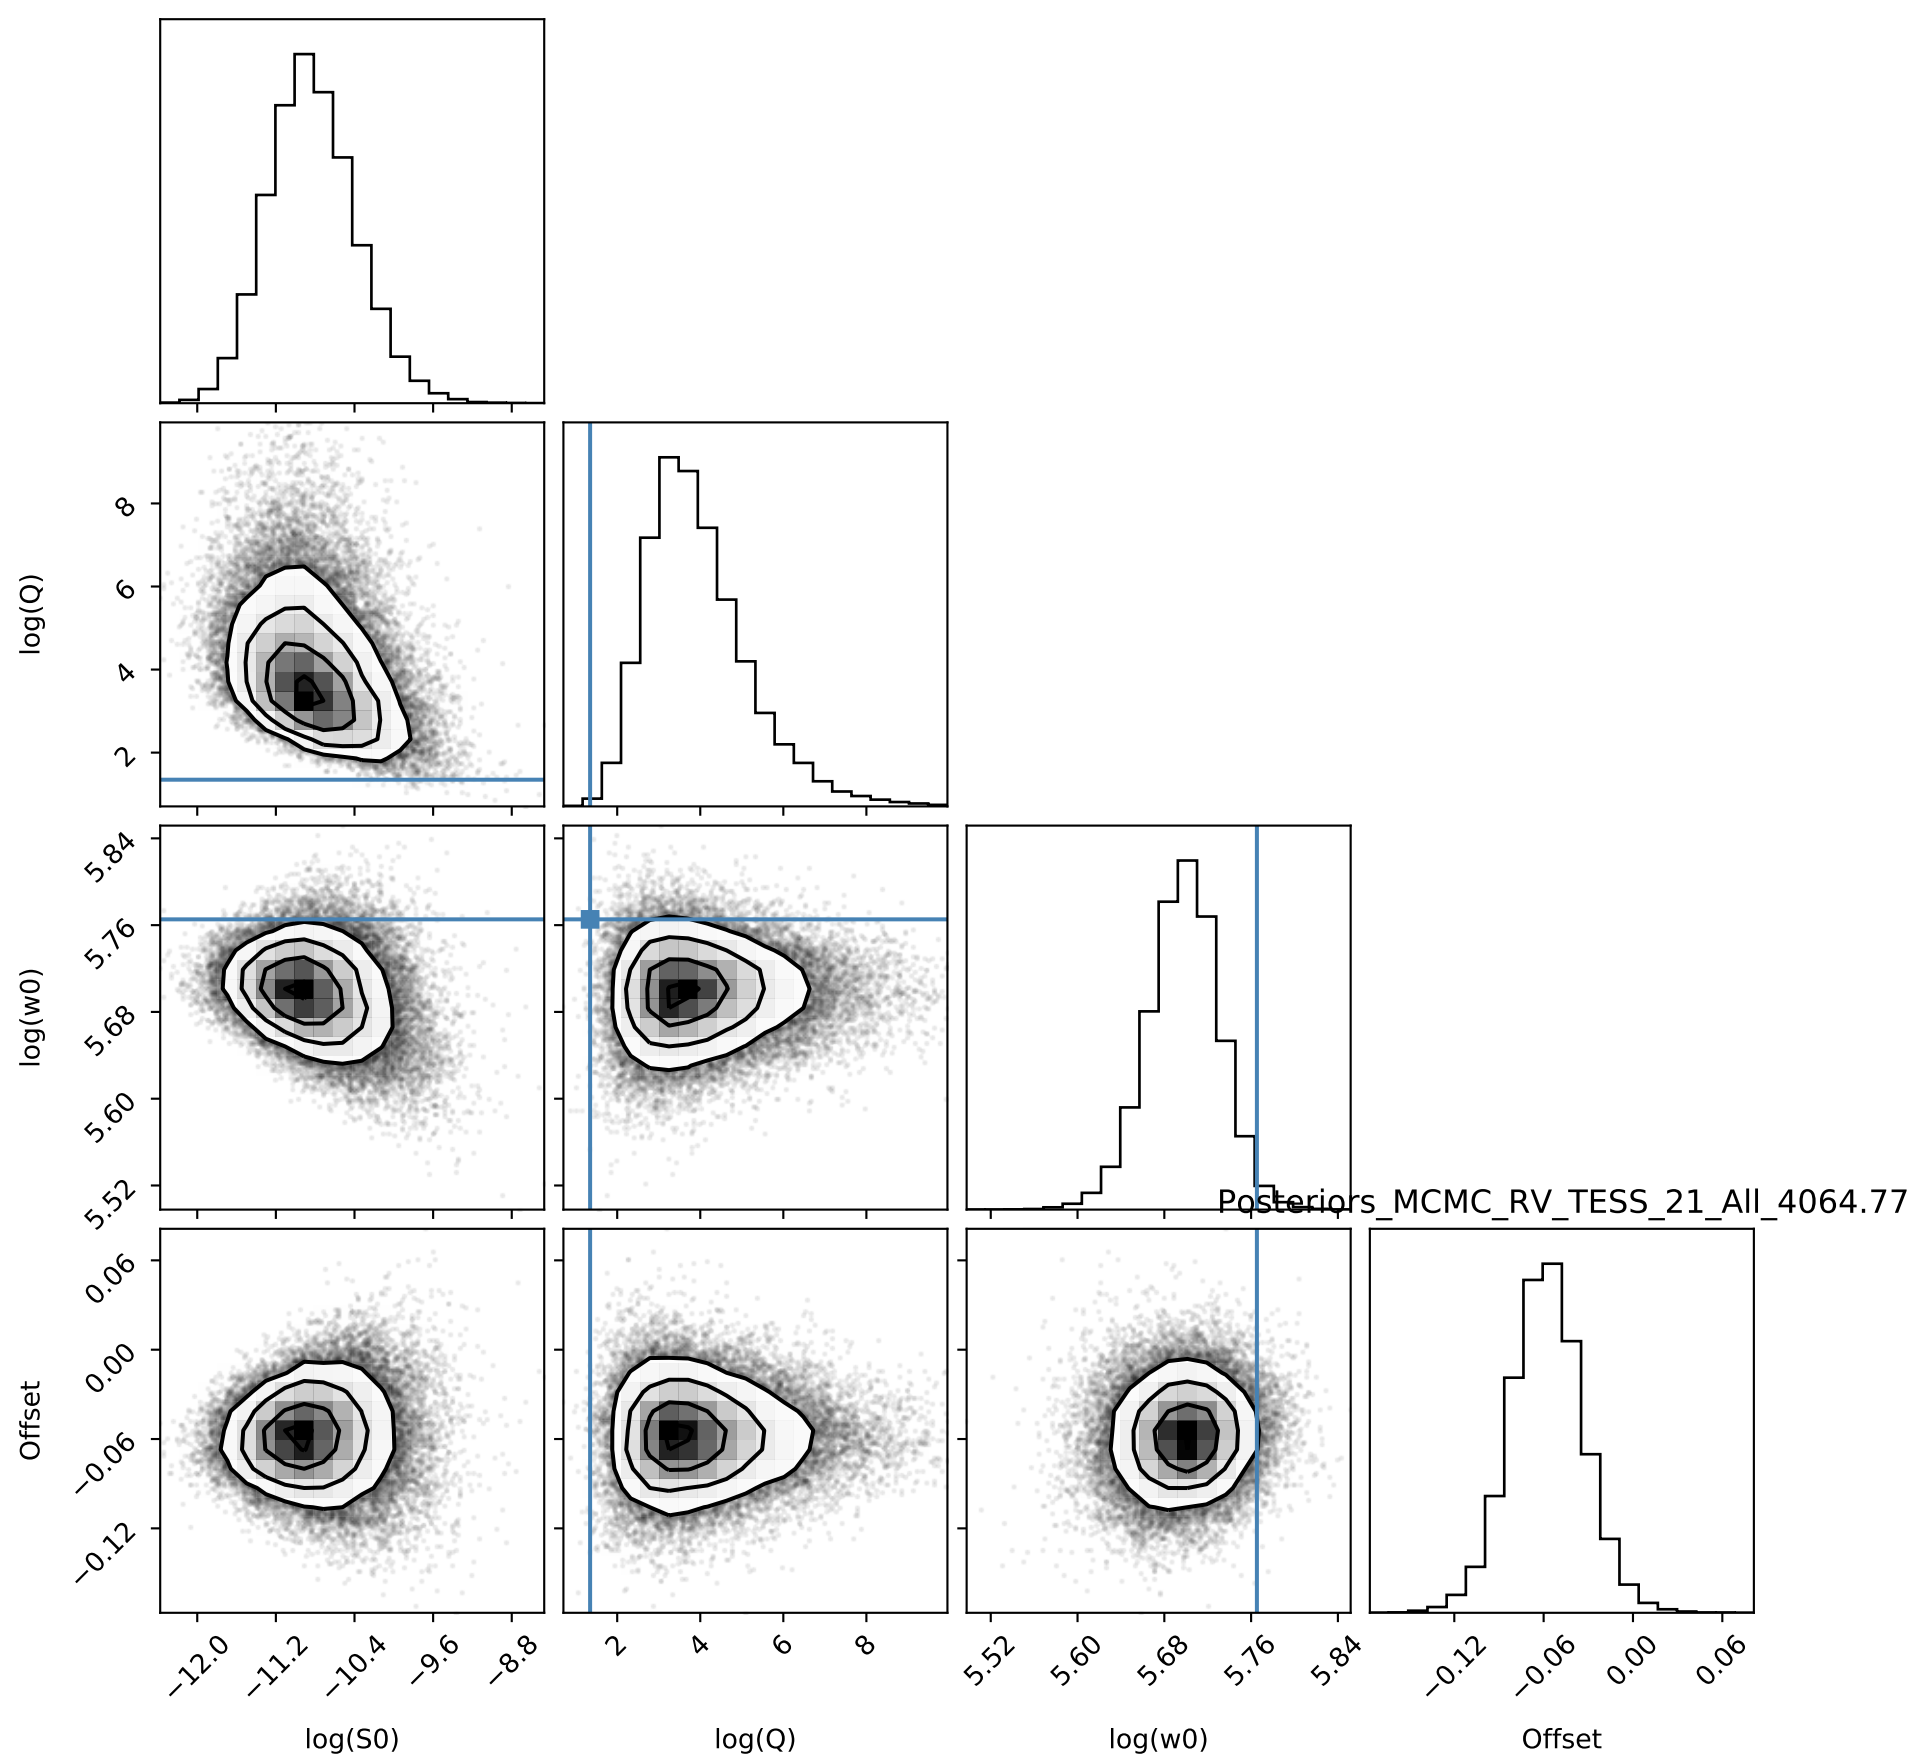 8
6
4
2
log(Q)
5.84
5.76
5.68
5.60
5.52
log(w0)
Posteriors_MCMC_RV_TESS_21_All_4064.77
0.06
0.00
−0.06
−0.12
Offset
−12.0 −11.2 −10.4 −9.6 −8.8 2 4 6 8 5.52 5.60 5.68 5.76 5.84 −0.12 −0.06 0.00 0.06
log(S0) log(Q) log(w0) Offset